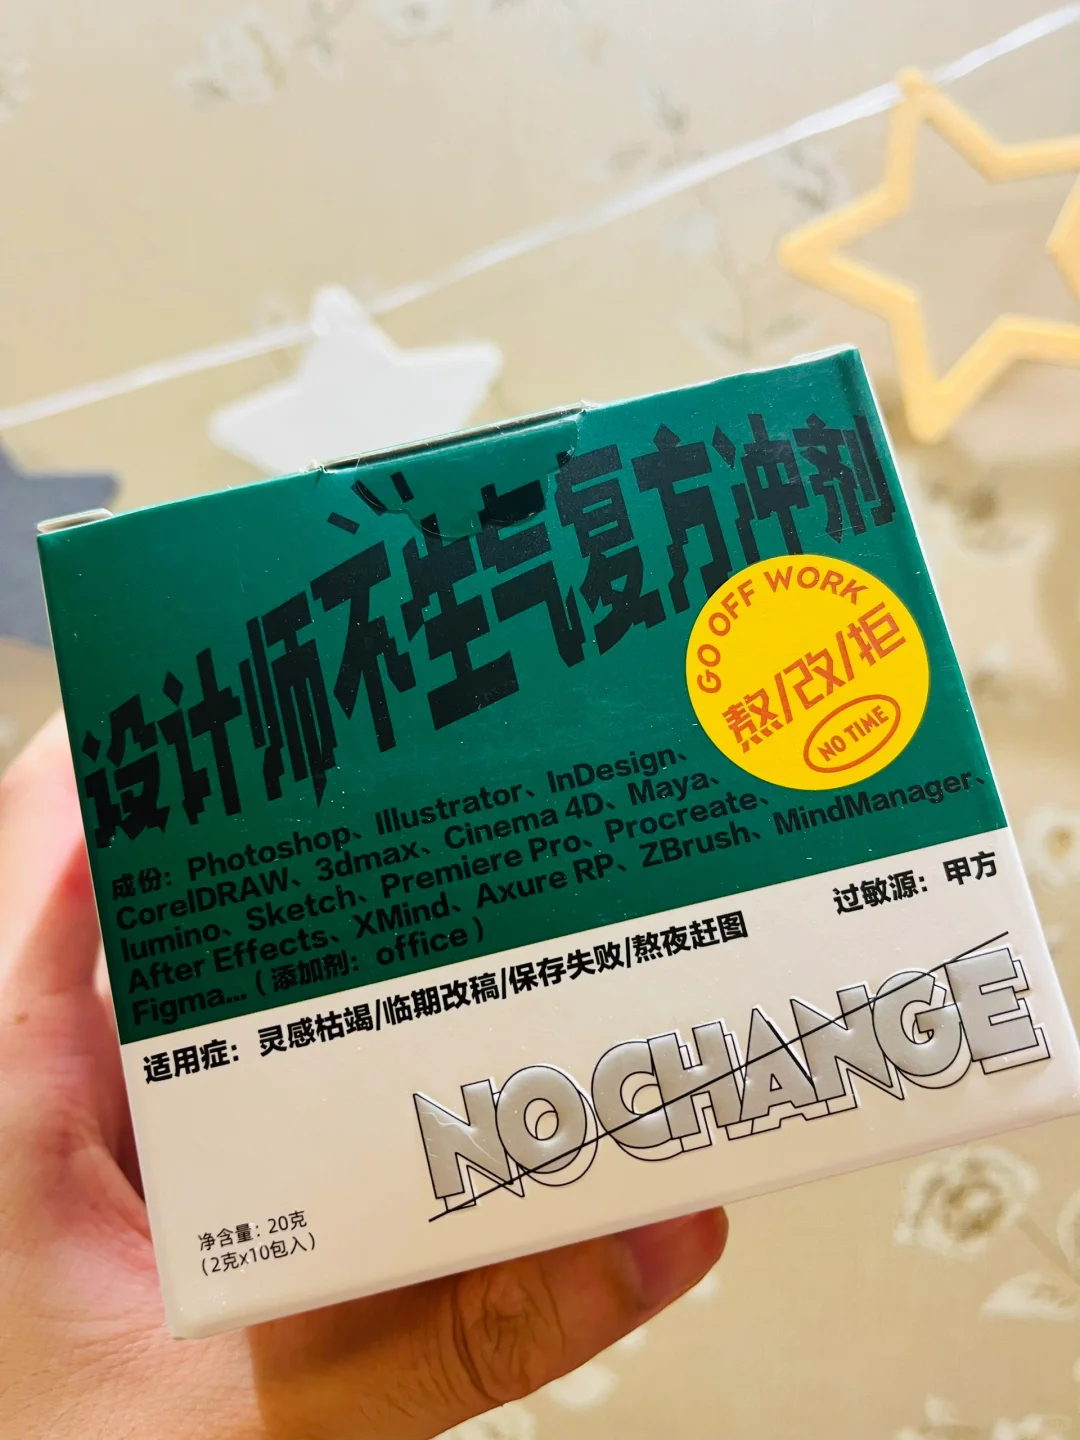 设计师不生气复方冲剂
GO OFF WORK
熬/改/拒
NO TIME
成份：Photoshop、Illustrator、InDesign、
CorelDRAW、3dmax、Cinema 4D、Maya、
lumino、Sketch、Premiere Pro、Procreate、
After Effects、XMind、Axure RP、ZBrush、MindManager、
Figma...（添加剂：office）
适用症：灵感枯竭/临期改稿/保存失败/熬夜赶图
过敏源：甲方
NO CHANGE
净含量：20克
(2克x10包入)